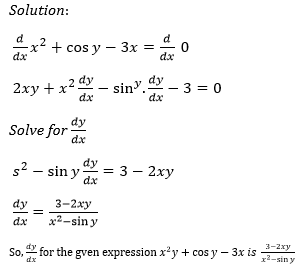 Solution:
d/dx x² + cos y − 3x = d/dx 0
2xy + x² dy/dx − sinʸ. dy/dx − 3 = 0
Solve for dy/dx
s² − sin y dy/dx = 3 − 2xy
dy/dx = 3−2xy/x²−sin y
So, dy/dx for the gven expression x²y + cos y − 3x is 3−2xy/x²−sin y